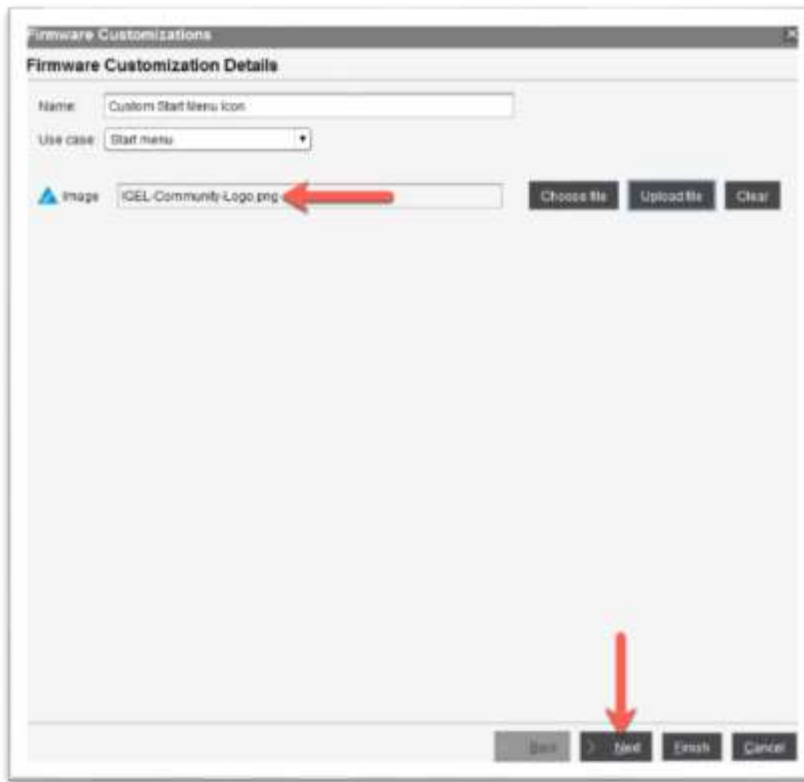 Firmware Customizations
Firmware Customization Details
Name Custom Start Menu Icon
Use case Start menu
Image IGEL-Community-Logo.png Choose file Upload file Clear
Back Next Finish Cancel